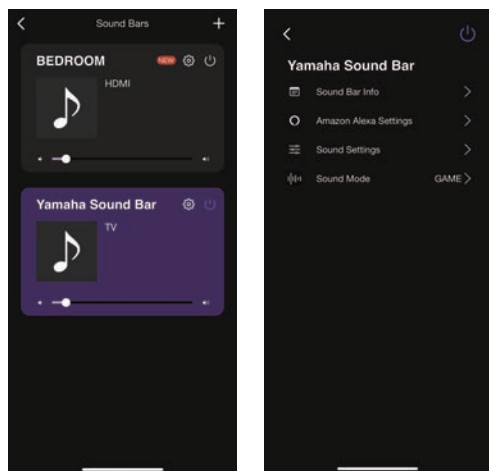 Sound Bars
BEDROOM
NEW
HDMI
Yamaha Sound Bar
TV
Yamaha Sound Bar
Sound Bar Info
Amazon Alexa Settings
Sound Settings
Sound Mode GAME